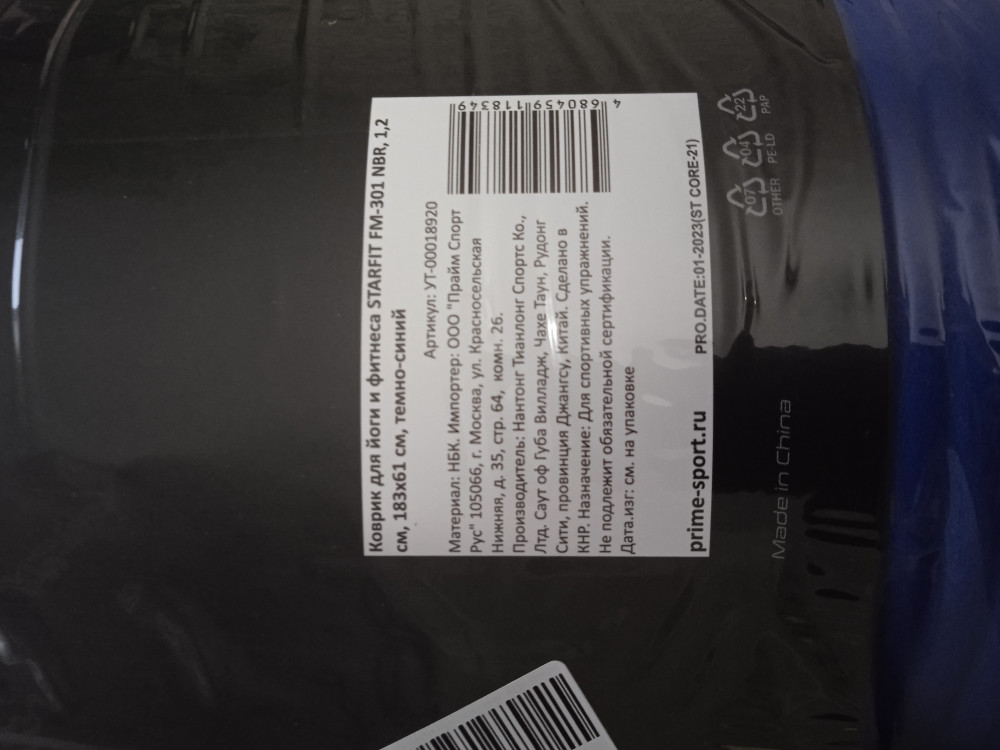 Коврик для йоги и фитнеса STARFIT FM-301 NBR, 1,2
см, 183x61 см, темно-синий
Артикул: УТ-00018920
Материал: НБК. Импортер: ООО "Прайм Спорт
Рус" 105066, г. Москва, ул. Красносельская
Нижняя, д. 35, стр. 64, комн. 26.
Производитель: Нантонг Тианлонг Спортс Ко.,
Лтд. Саут оф Губа Вилладж, Чахе Таун, Рудонг
Сити, провинция Джангсу, Китай. Сделано в
КНР. Назначение: Для спортивных упражнений.
Не подлежит обязательной сертификации.
Дата.изг: см. на упаковке
4 680459 118349
prime-sport.ru
PRO.DATE:01-2023(ST CORE-21)
07 04 22
OTHER PE-LD PAP
Made in China